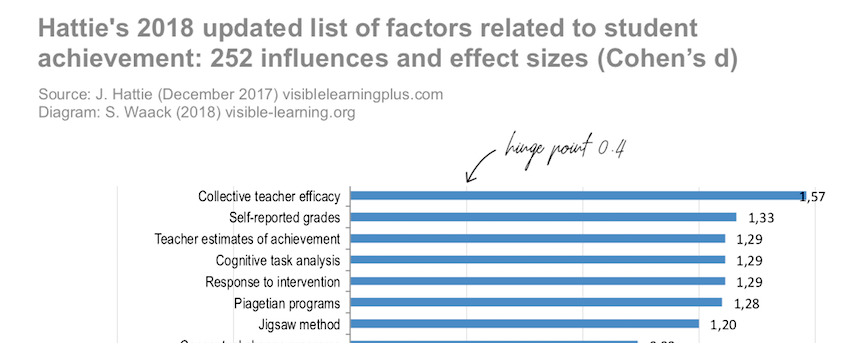 Hattie's 2018 updated list of factors related to student
achievement: 252 influences and effect sizes (Cohen's d)
Source: J. Hattie (December 2017) visiblelearningplus.com
Diagram: S. Waack (2018) visible-learning.org
hinge point 0.4
Collective teacher efficacy 1,57
Self-reported grades 1,33
Teacher estimates of achievement 1,29
Cognitive task analysis 1,29
Response to intervention 1,29
Piagetian programs 1,28
Jigsaw method 1,20